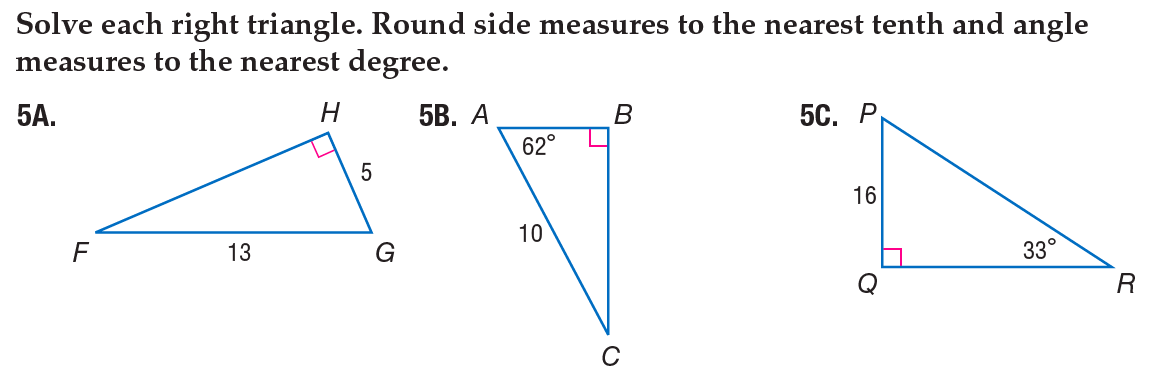 Solve each right triangle. Round side measures to the nearest tenth and angle
measures to the nearest degree.
5A.
H
5
F
13
G
5B.
A
B
62°
10
C
5C.
P
16
33°
Q
R